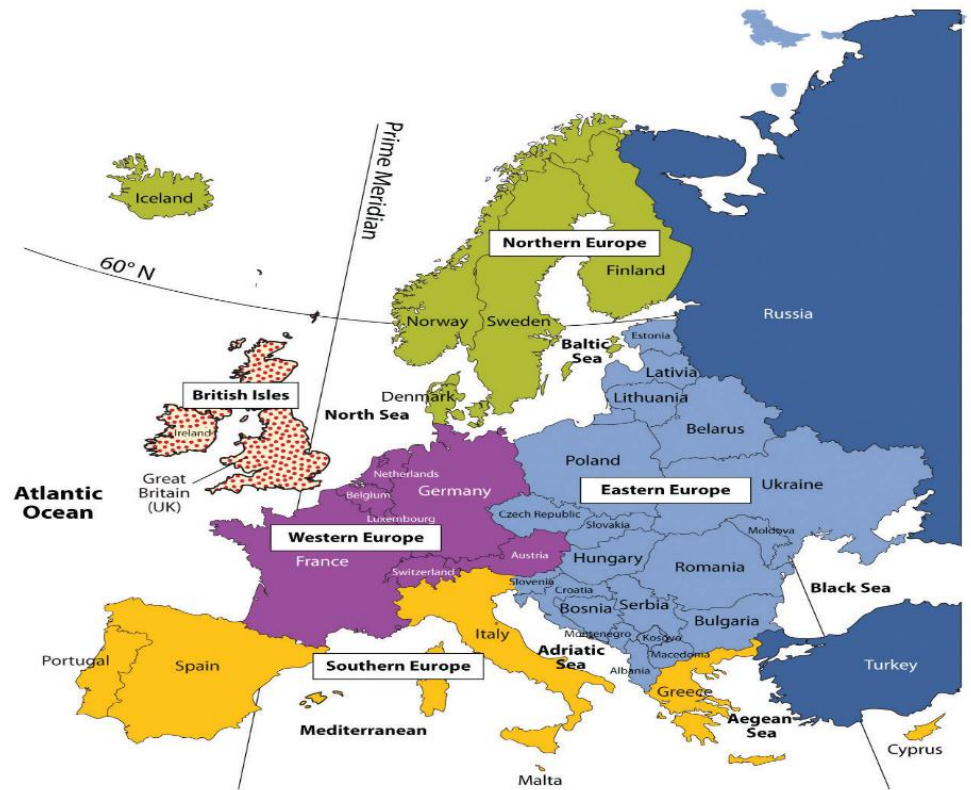 Prime Meridian
Iceland
Northern Europe
60° N
Finland
Russia
Norway
Sweden
Estonia
Baltic
Sea
Lativia
British Isles
Denmark
Lithuania
North Sea
Belarus
Ireland
Poland
Netherlands
Great
Britain
(UK)
Germany
Ukraine
Eastern Europe
Belgium
Atlantic
Ocean
Czech Republic
Luxembourg
Slovakia
Moldova
Western Europe
Austria
Hungary
France
Romania
Switzerland
Slovenia
Croatia
Black Sea
Bosnia
Serbia
Bulgaria
Italy
Montenegro
Kosovo
Adriatic
Sea
Macedonia
Portugal
Spain
Southern Europe
Albania
Turkey
Greece
Mediterranean
Aegean
Sea
Cyprus
Malta